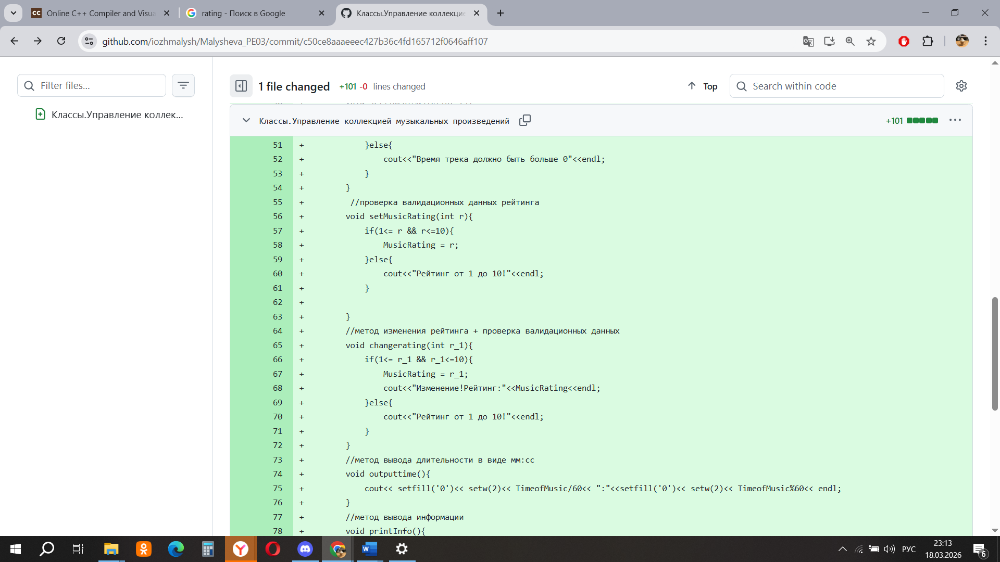 Online C++ Compiler and Visua
rating - Поиск в Google
Классы.Управление коллекцие
github.com/iozhmalysh/Malysheva_PE03/commit/c50ce8aaaeeec427b36c4fd165712f0646aff107
Filter files...
1 file changed +101 -0 lines changed
Top
Search within code
Классы.Управление коллек...
Классы.Управление коллекцией музыкальных произведений
+101
51 + }else{
52 + cout<<"Время трека должно быть больше 0"<<endl;
53 + }
54 + }
55 + //проверка валидационных данных рейтинга
56 + void setMusicRating(int r){
57 + if(1<= r && r<=10){
58 + MusicRating = r;
59 + }else{
60 + cout<<"Рейтинг от 1 до 10!"<<endl;
61 + }
62 +
63 + }
64 + //метод изменения рейтинга + проверка валидационных данных
65 + void changerating(int r_1){
66 + if(1<= r_1 && r_1<=10){
67 + MusicRating = r_1;
68 + cout<<"Изменение!Рейтинг:"<<MusicRating<<endl;
69 + }else{
70 + cout<<"Рейтинг от 1 до 10!"<<endl;
71 + }
72 + }
73 + //метод вывода длительности в виде мм:сс
74 + void outputtime(){
75 + cout<< setfill('0')<< setw(2)<< TimeofMusic/60<< ":"<<setfill('0')<< setw(2)<< TimeofMusic%60<< endl;
76 + }
77 + //метод вывода информации
78 + void printInfo(){
РУС
23:13
18.03.2026
6